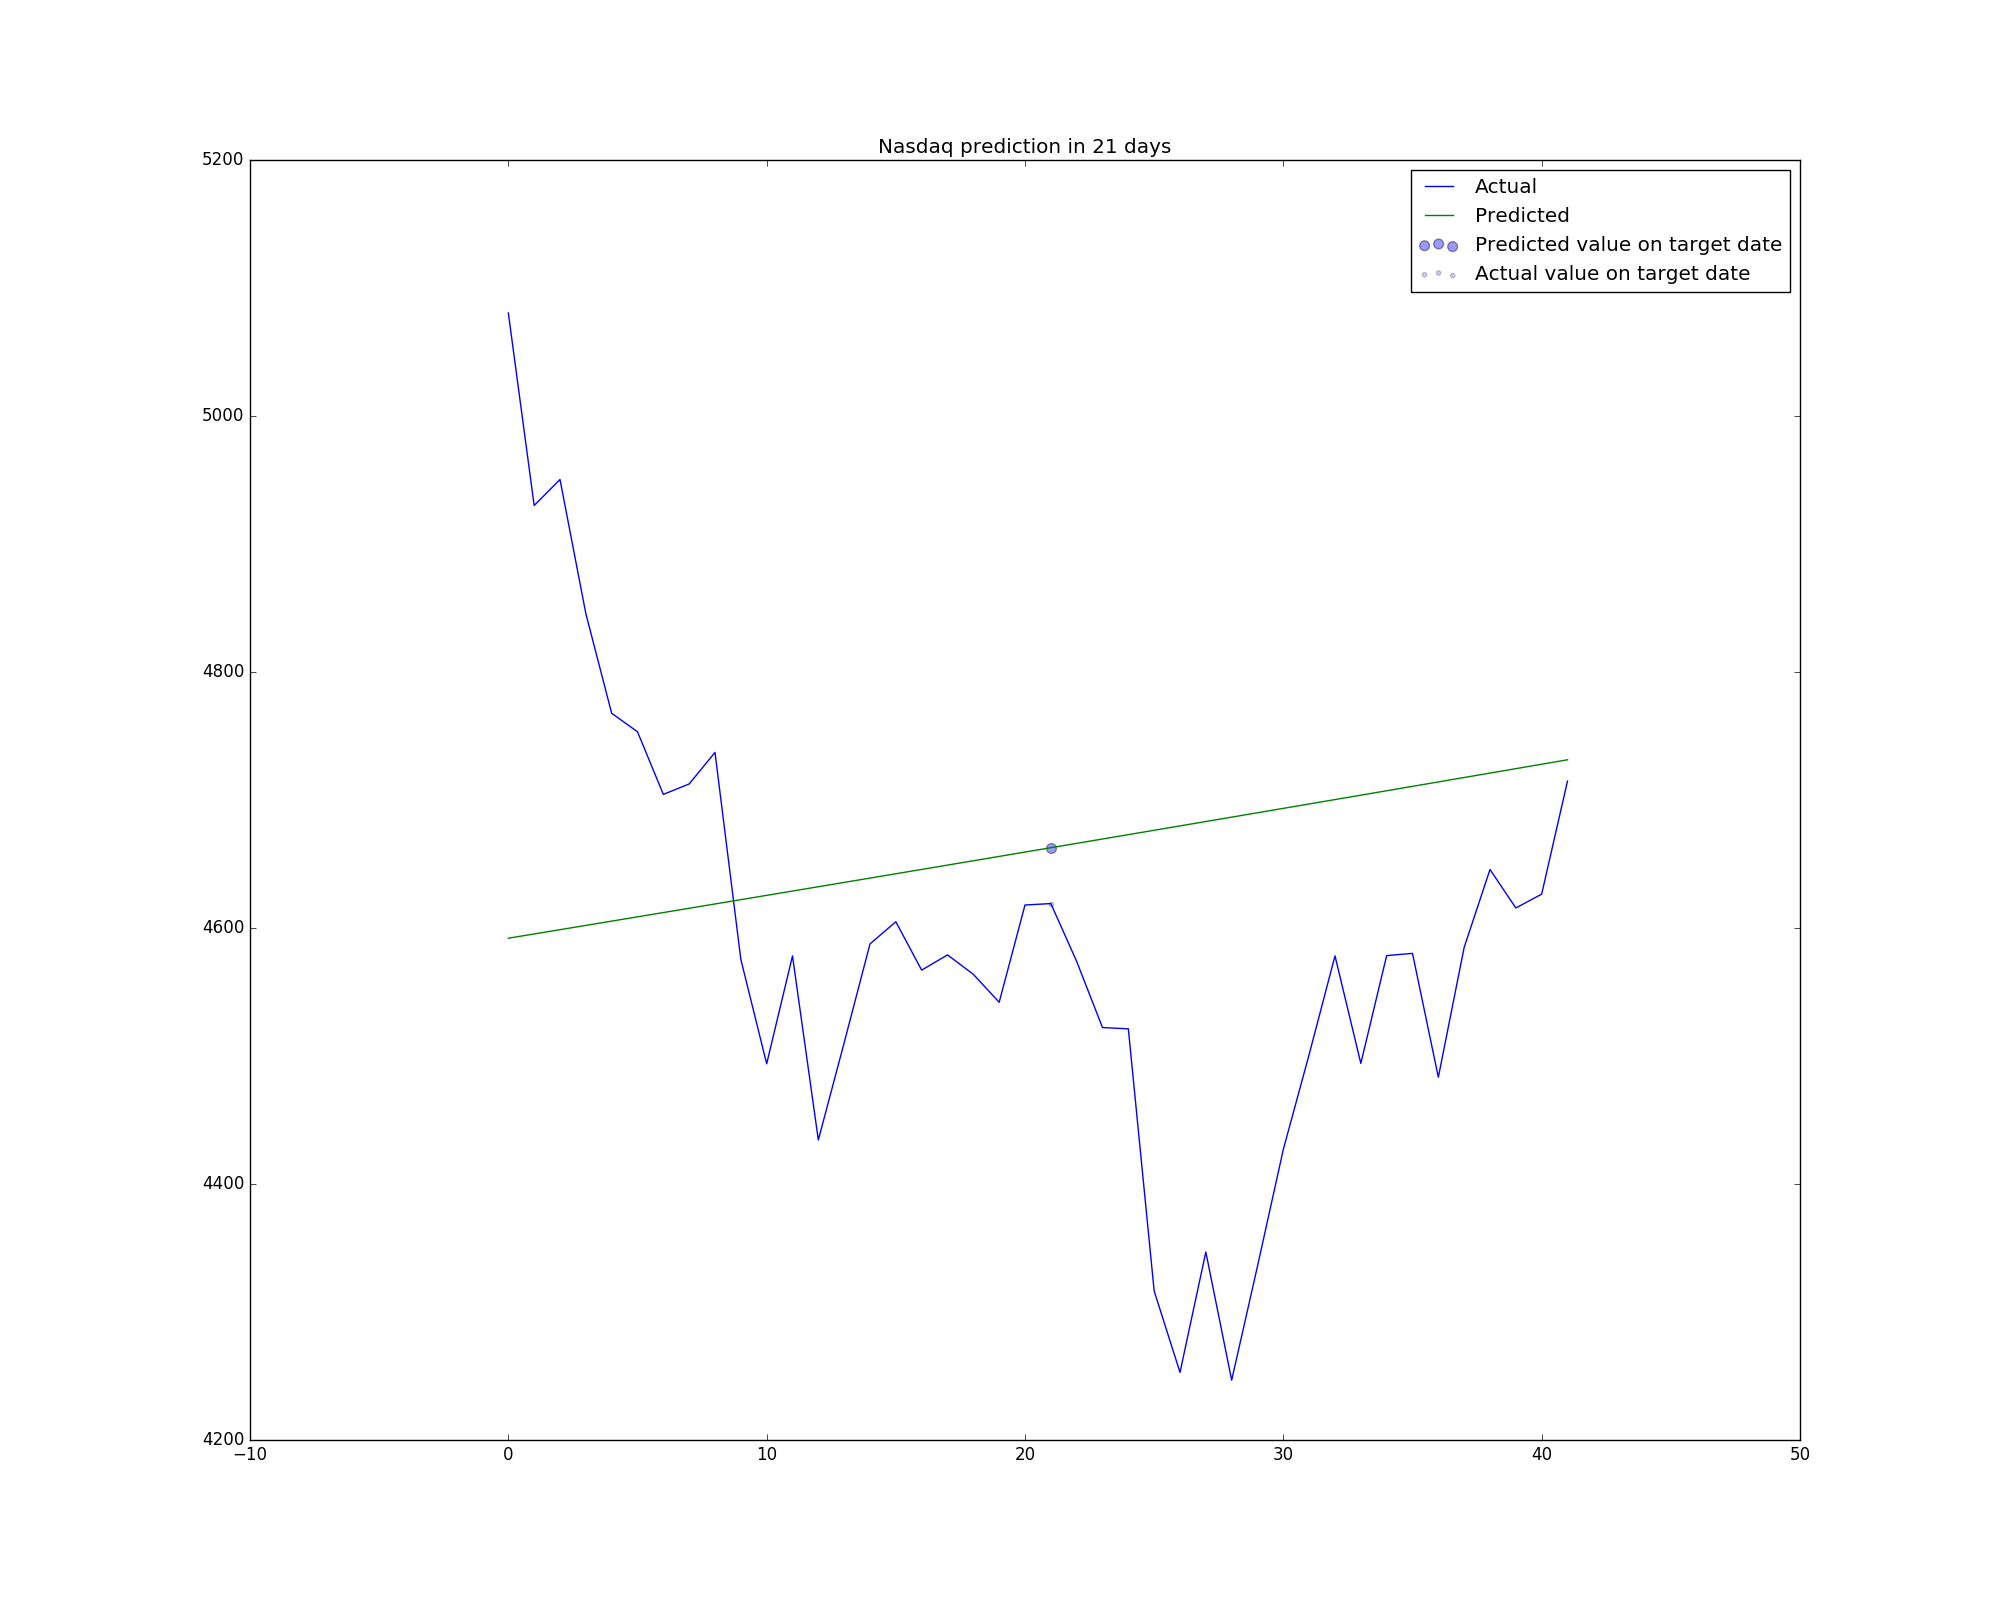 Nasdaq prediction in 21 days
5200
5000
4800
4600
4400
4200
Actual
Predicted
Predicted value on target date
Actual value on target date
−10 0 10 20 30 40 50